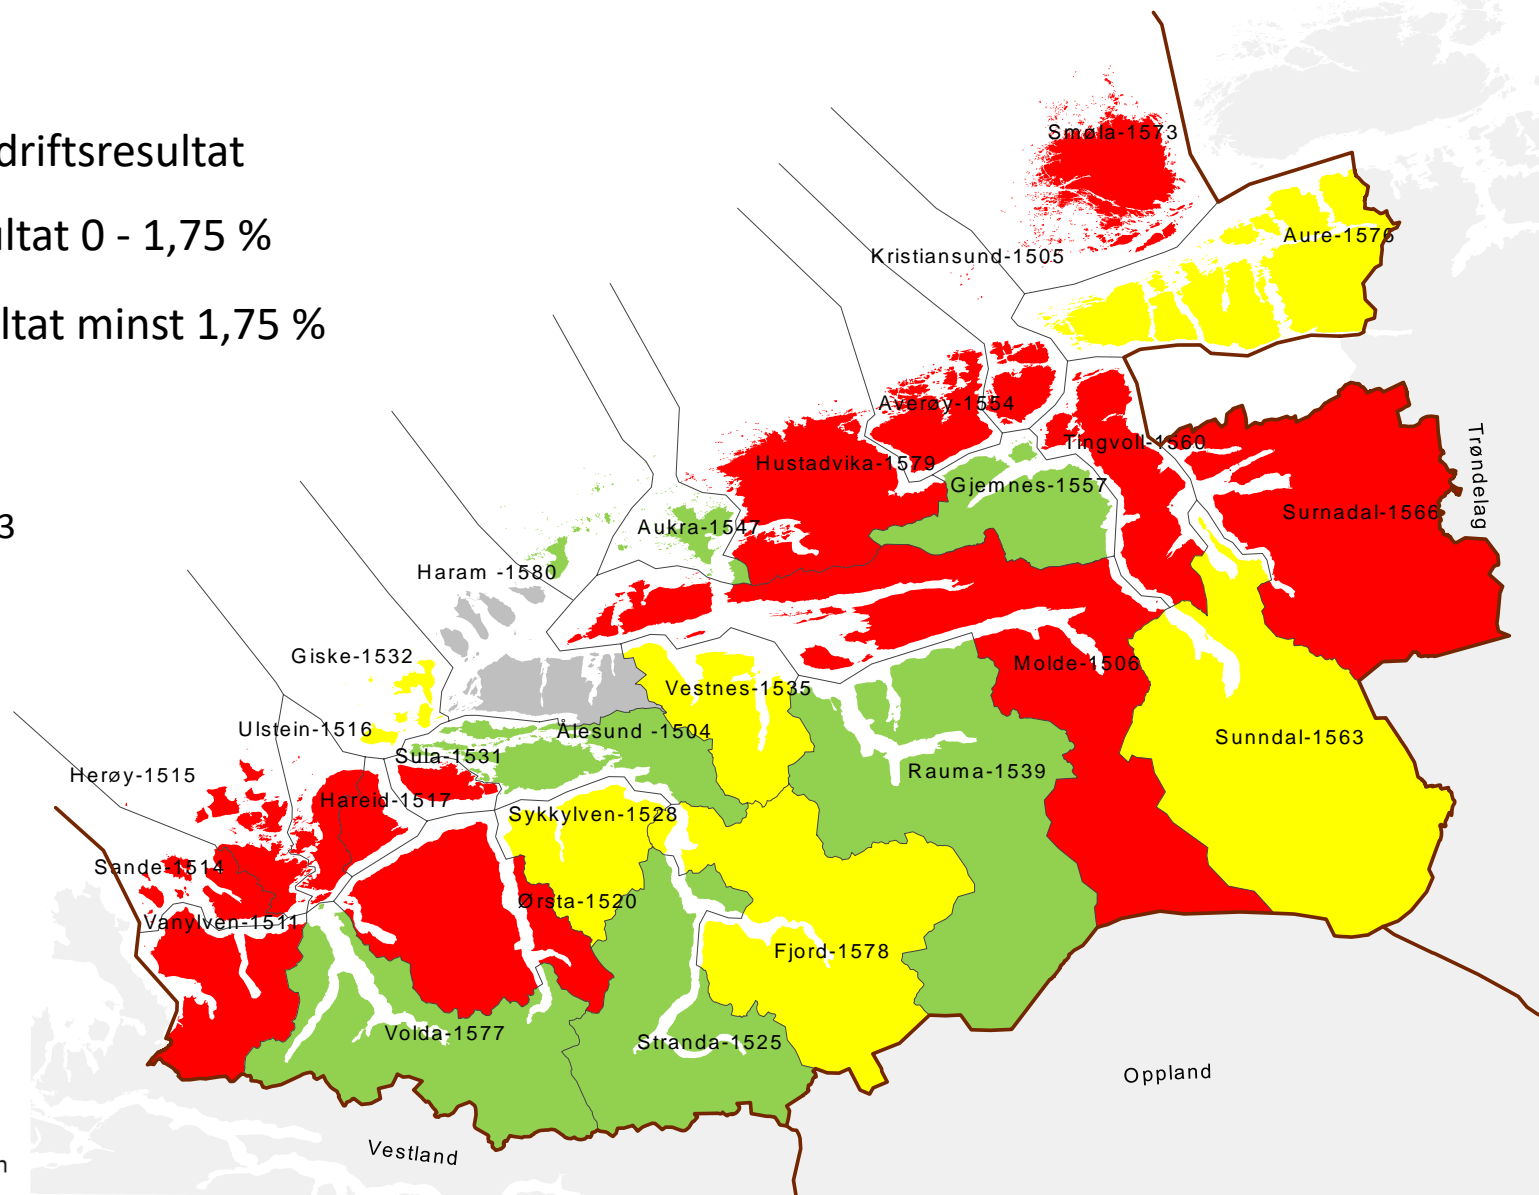 driftsresultat
ultat 0 - 1,75 %
ltat minst 1,75 %
3
Smøla-1573
Aure-1576
Kristiansund-1505
Averøy-1554
Tingvoll-1560
Hustadvika-1579
Gjemnes-1557
Surnadal-1566
Trøndelag
Aukra-1547
Haram -1580
Giske-1532
Vestnes-1535
Molde-1506
Ulstein-1516
Ålesund -1504
Sunndal-1563
Sula-1531
Herøy-1515
Rauma-1539
Hareid-1517
Sykkylven-1528
Sande-1514
Ørsta-1520
Vanylven-1511
Fjord-1578
Volda-1577
Stranda-1525
Oppland
Vestland